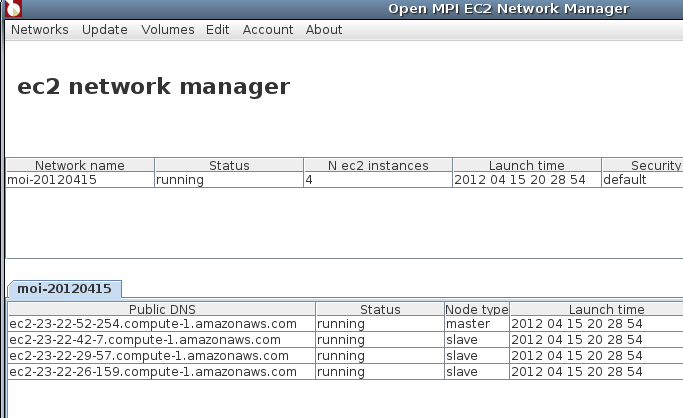 Open MPI EC2 Network Manager
Networks Update Volumes Edit Account About
ec2 network manager
Network name Status N ec2 instances Launch time Security
moi-20120415 running 4 2012 04 15 20 28 54 default
moi-20120415
Public DNS Status Node type Launch time
ec2-23-22-52-254.compute-1.amazonaws.com running master 2012 04 15 20 28 54
ec2-23-22-42-7.compute-1.amazonaws.com running slave 2012 04 15 20 28 54
ec2-23-22-29-57.compute-1.amazonaws.com running slave 2012 04 15 20 28 54
ec2-23-22-26-159.compute-1.amazonaws.com running slave 2012 04 15 20 28 54